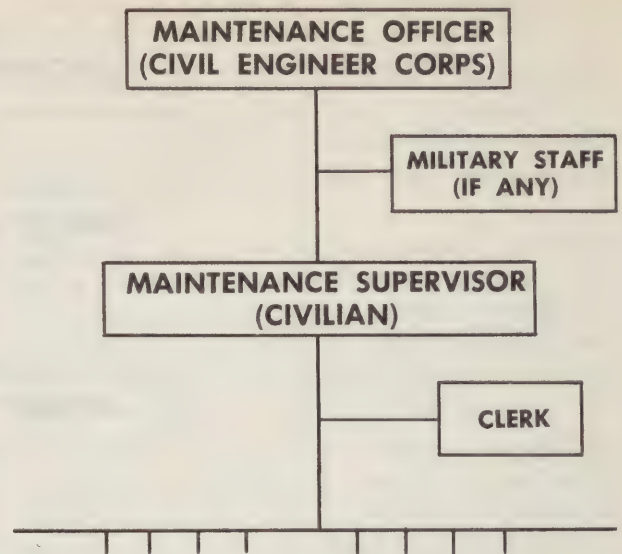 MAINTENANCE OFFICER
(CIVIL ENGINEER CORPS)
MILITARY STAFF
(IF ANY)
MAINTENANCE SUPERVISOR
(CIVILIAN)
CLERK